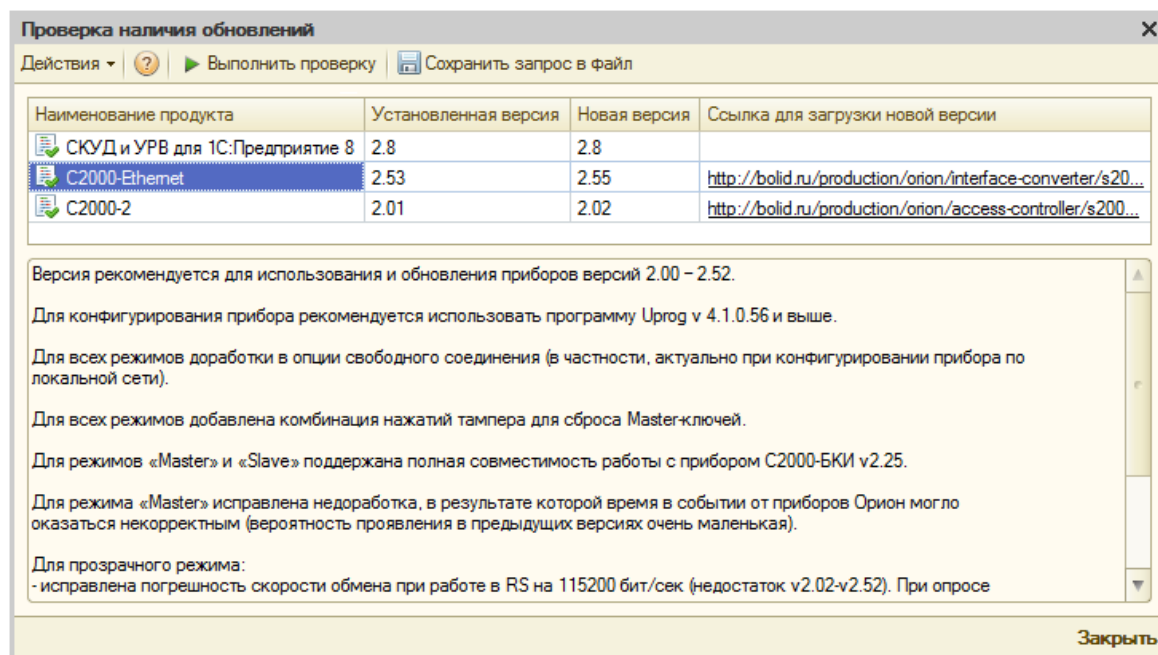 Проверка наличия обновлений
Действия Выполнить проверку Сохранить запрос в файл
Наименование продукта Установленная версия Новая версия Ссылка для загрузки новой версии
СКУД и УРВ для 1С:Предприятие 8 2.8 2.8
C2000-Ethernet 2.53 2.55 http://bolid.ru/production/orion/interface-converter/s20...
C2000-2 2.01 2.02 http://bolid.ru/production/orion/access-controller/s200...
Версия рекомендуется для использования и обновления приборов версий 2.00 – 2.52.
Для конфигурирования прибора рекомендуется использовать программу Uprog v 4.1.0.56 и выше.
Для всех режимов доработки в опции свободного соединения (в частности, актуально при конфигурировании прибора по
локальной сети).
Для всех режимов добавлена комбинация нажатий тампера для сброса Master-ключей.
Для режимов «Master» и «Slave» поддержана полная совместимость работы с прибором С2000-БКИ v2.25.
Для режима «Master» исправлена недоработка, в результате которой время в событии от приборов Орион могло
оказаться некорректным (вероятность проявления в предыдущих версиях очень маленькая).
Для прозрачного режима:
- исправлена погрешность скорости обмена при работе в RS на 115200 бит/сек (недостаток v2.02-v2.52). При опросе
Закрыть